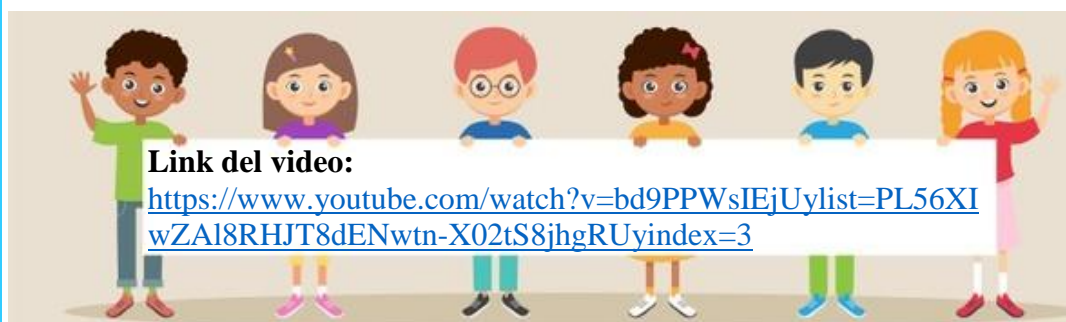 Link del video:
https://www.youtube.com/watch?v=bd9PPWsIEjUylist=PL56XI
wZAl8RHJT8dENwtn-X02tS8jhgRUyindex=3